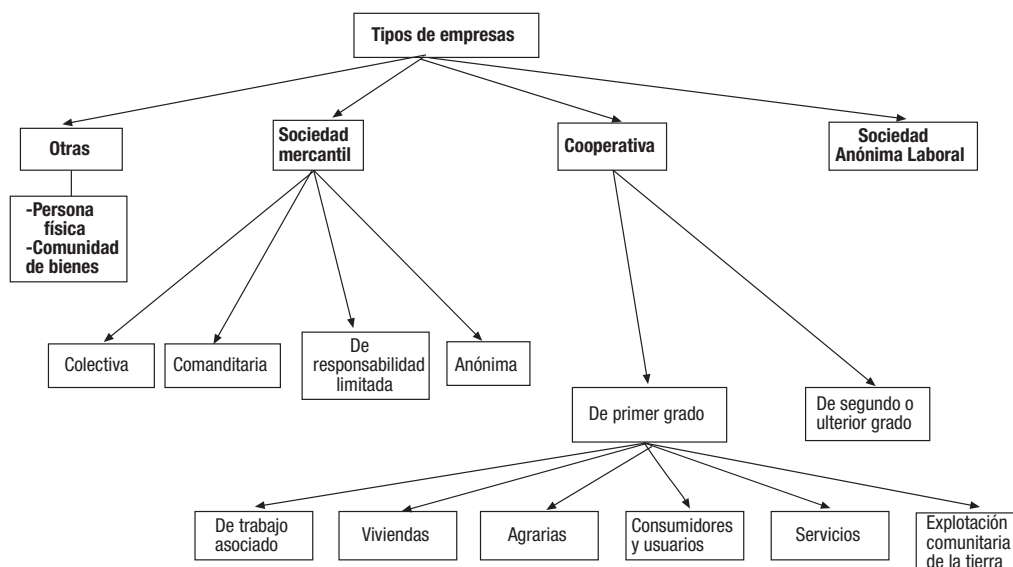 Tipos de empresas
Otras
Sociedad
mercantil
Cooperativa
Sociedad
Anónima Laboral
-Persona
física
-Comunidad
de bienes
Colectiva
Comanditaria
De
responsabilidad
limitada
Anónima
De primer grado
De segundo o
ulterior grado
De trabajo
asociado
Viviendas
Agrarias
Consumidores
y usuarios
Servicios
Explotación
comunitaria
de la tierra